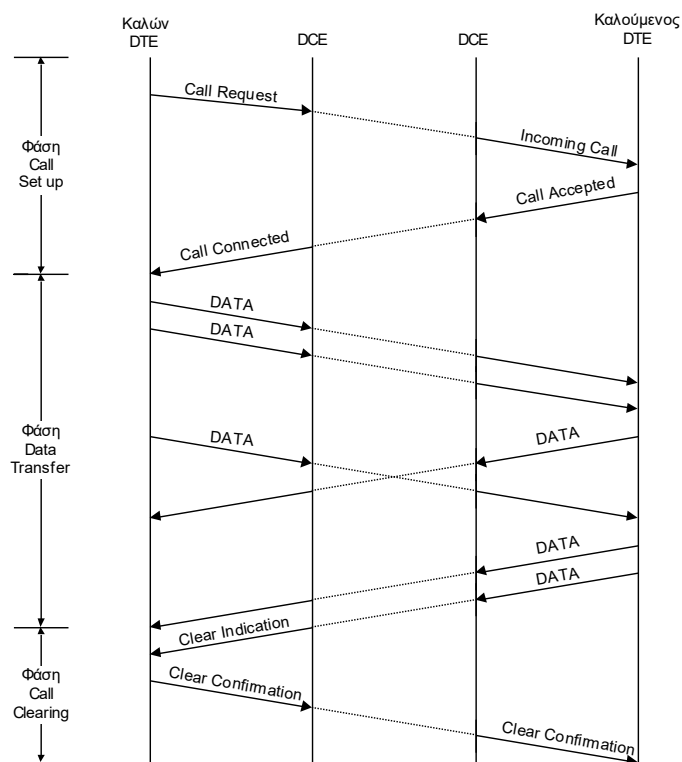 Καλών
DTE
DCE
DCE
Καλούμενος
DTE
Call Request
Incoming Call
Φάση
Call
Set up
Call Accepted
Call Connected
DATA
DATA
Φάση
Data
Transfer
DATA
DATA
DATA
DATA
Clear Indication
Φάση
Call
Clearing
Clear Confirmation
Clear Confirmation